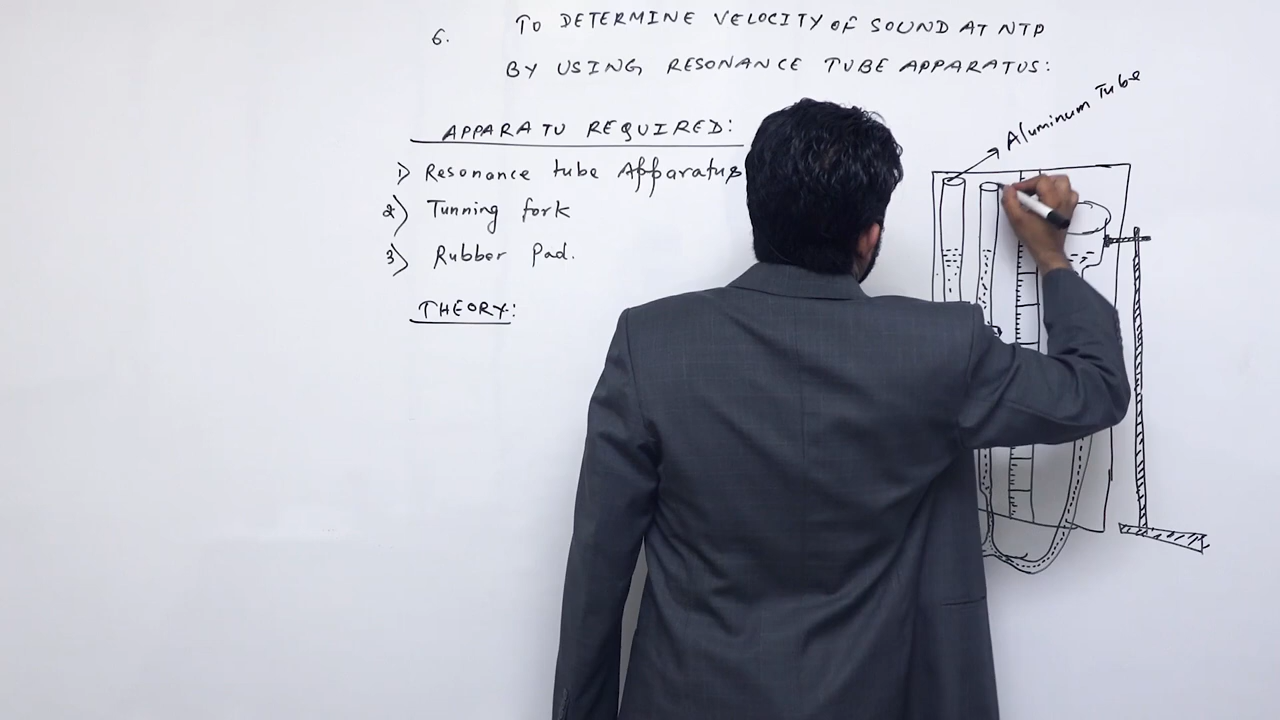 6. TO DETERMINE VELOCITY OF SOUND AT NTP
BY USING RESONANCE TUBE APPARATUS:
Aluminum Tube
APPARATU REQUIRED:
1) Resonance tube Apparatus
2) Tunning fork
3) Rubber Pad.
THEORY: